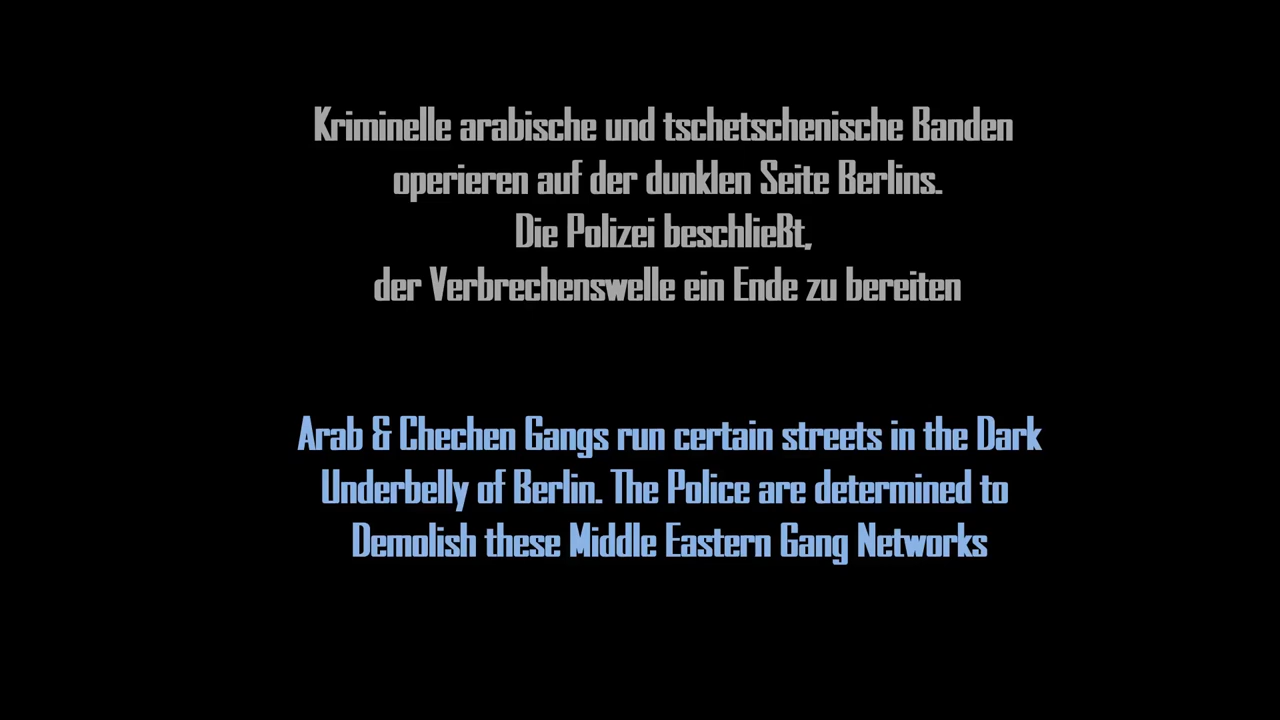 Kriminelle arabische und tschetschenische Banden
operieren auf der dunklen Seite Berlins.
Die Polizei beschließt,
der Verbrechenswelle ein Ende zu bereiten
Arab & Chechen Gangs run certain streets in the Dark
Underbelly of Berlin. The Police are determined to
Demolish these Middle Eastern Gang Networks